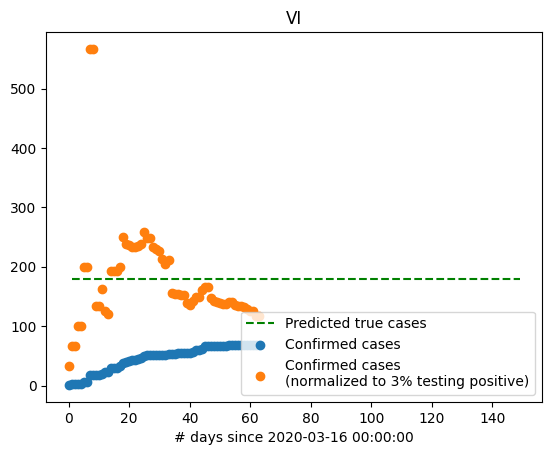 VI
500
400
300
200
100
0
Predicted true cases
Confirmed cases
Confirmed cases
(normalized to 3% testing positive)
0 20 40 60 80 100 120 140
# days since 2020-03-16 00:00:00